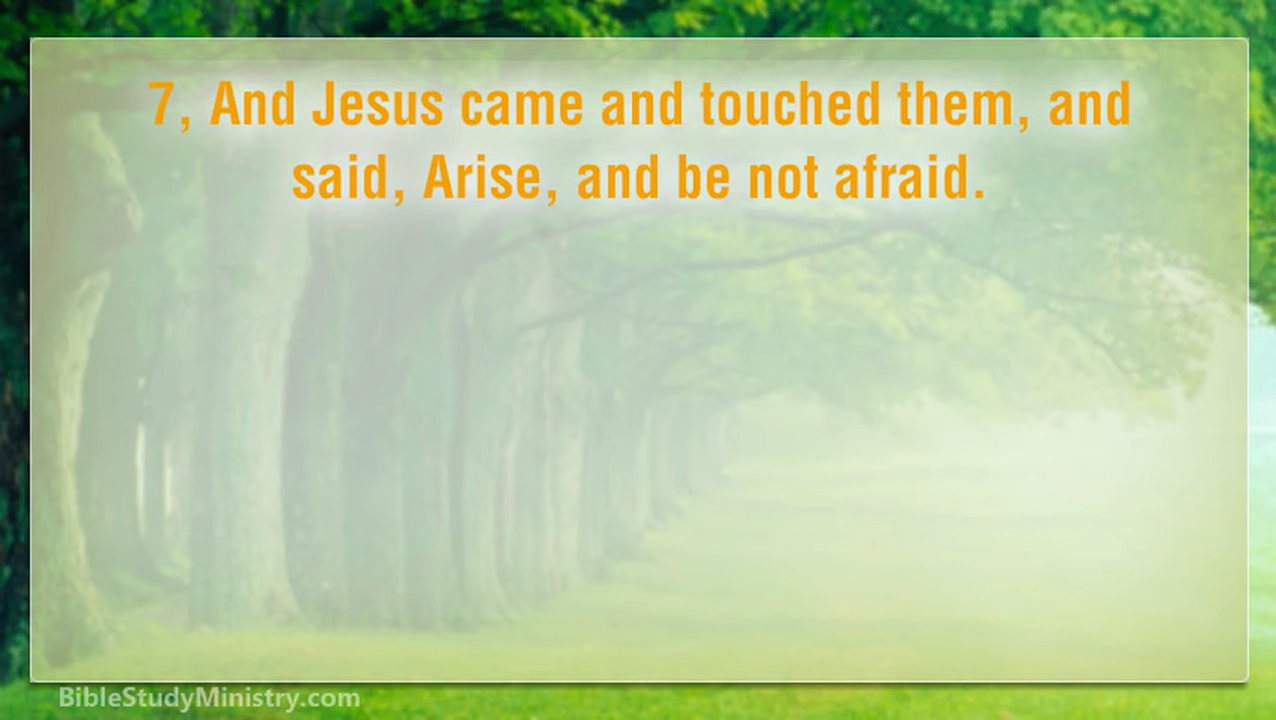 7, And Jesus came and touched them, and
said, Arise, and be not afraid.
BibleStudyMinistry.com